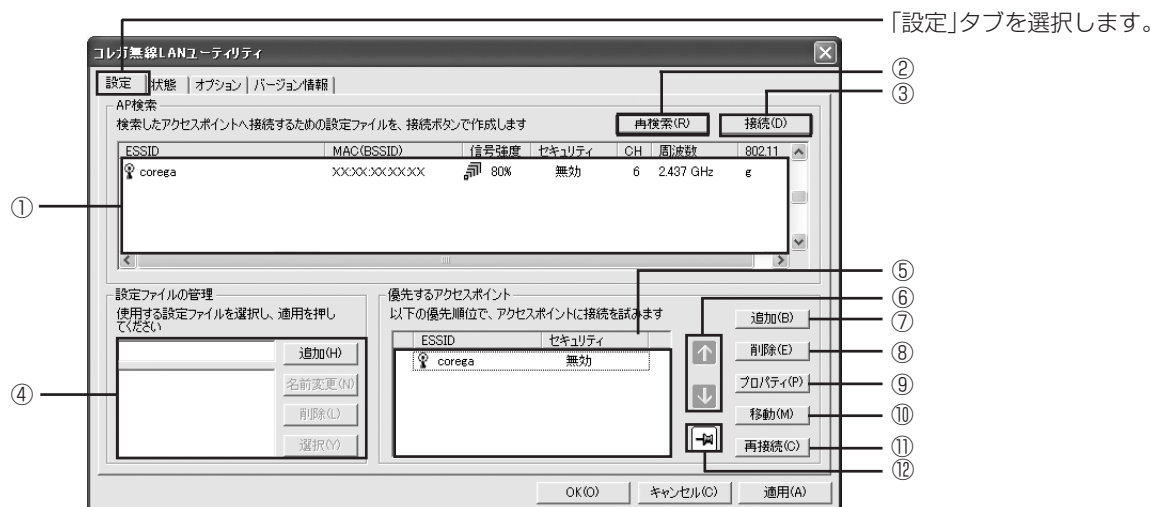 「設定」タブを選択します。
コレガ無線LANユーティリティ
設定 状態 オプション バージョン情報
②
③
AP検索
検索したアクセスポイントへ接続するための設定ファイルを、接続ボタンで作成します
再検索(R) 接続(D)
ESSID MAC(BSSID) 信号強度 セキュリティ CH 周波数 802.11
corega XX:XX:XX:XX:XX 80% 無効 6 2.437 GHz g
①
⑤
設定ファイルの管理
使用する設定ファイルを選択し、適用を押し
てください
追加(H)
名前変更(N)
削除(L)
選択(Y)
④
優先するアクセスポイント
以下の優先順位で、アクセスポイントに接続を試みます
ESSID セキュリティ
corega 無効
⑥
追加(B) ⑦
削除(E) ⑧
プロパティ(P) ⑨
移動(M) ⑩
再接続(C) ⑪
⑫
OK(O) キャンセル(C) 適用(A)